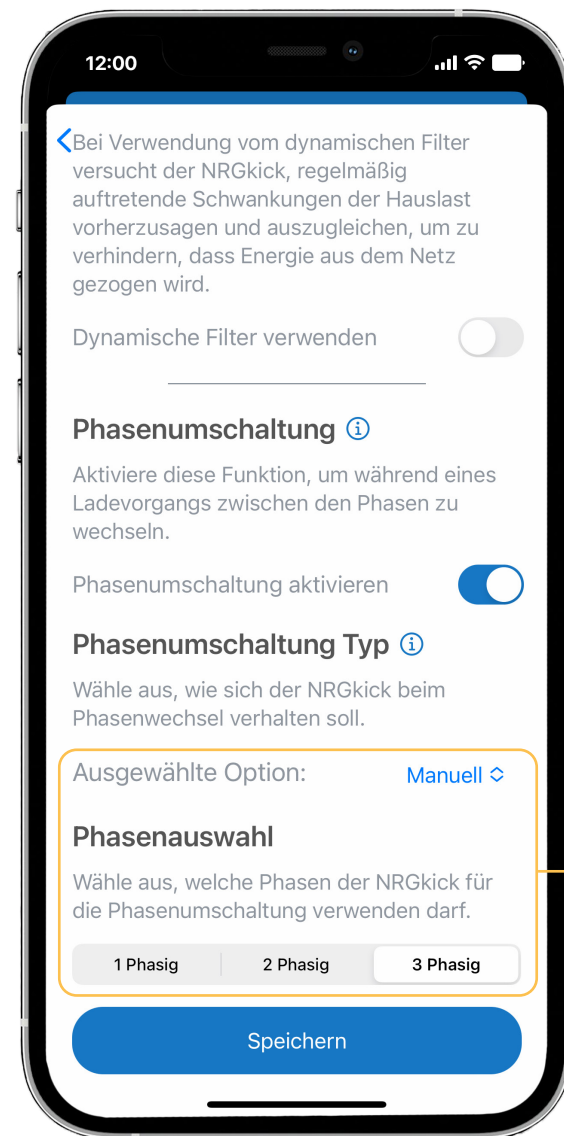 12:00
Bei Verwendung vom dynamischen Filter
versucht der NRGkick, regelmäßig
auftretende Schwankungen der Hauslast
vorherzusagen und auszugleichen, um zu
verhindern, dass Energie aus dem Netz
gezogen wird.
Dynamische Filter verwenden
Phasenumschaltung
Aktiviere diese Funktion, um während eines
Ladevorgangs zwischen den Phasen zu
wechseln.
Phasenumschaltung aktivieren
Phasenumschaltung Typ
Wähle aus, wie sich der NRGkick beim
Phasenwechsel verhalten soll.
Ausgewählte Option: Manuell
Phasenauswahl
Wähle aus, welche Phasen der NRGkick für
die Phasenumschaltung verwenden darf.
1 Phasig 2 Phasig 3 Phasig
Speichern